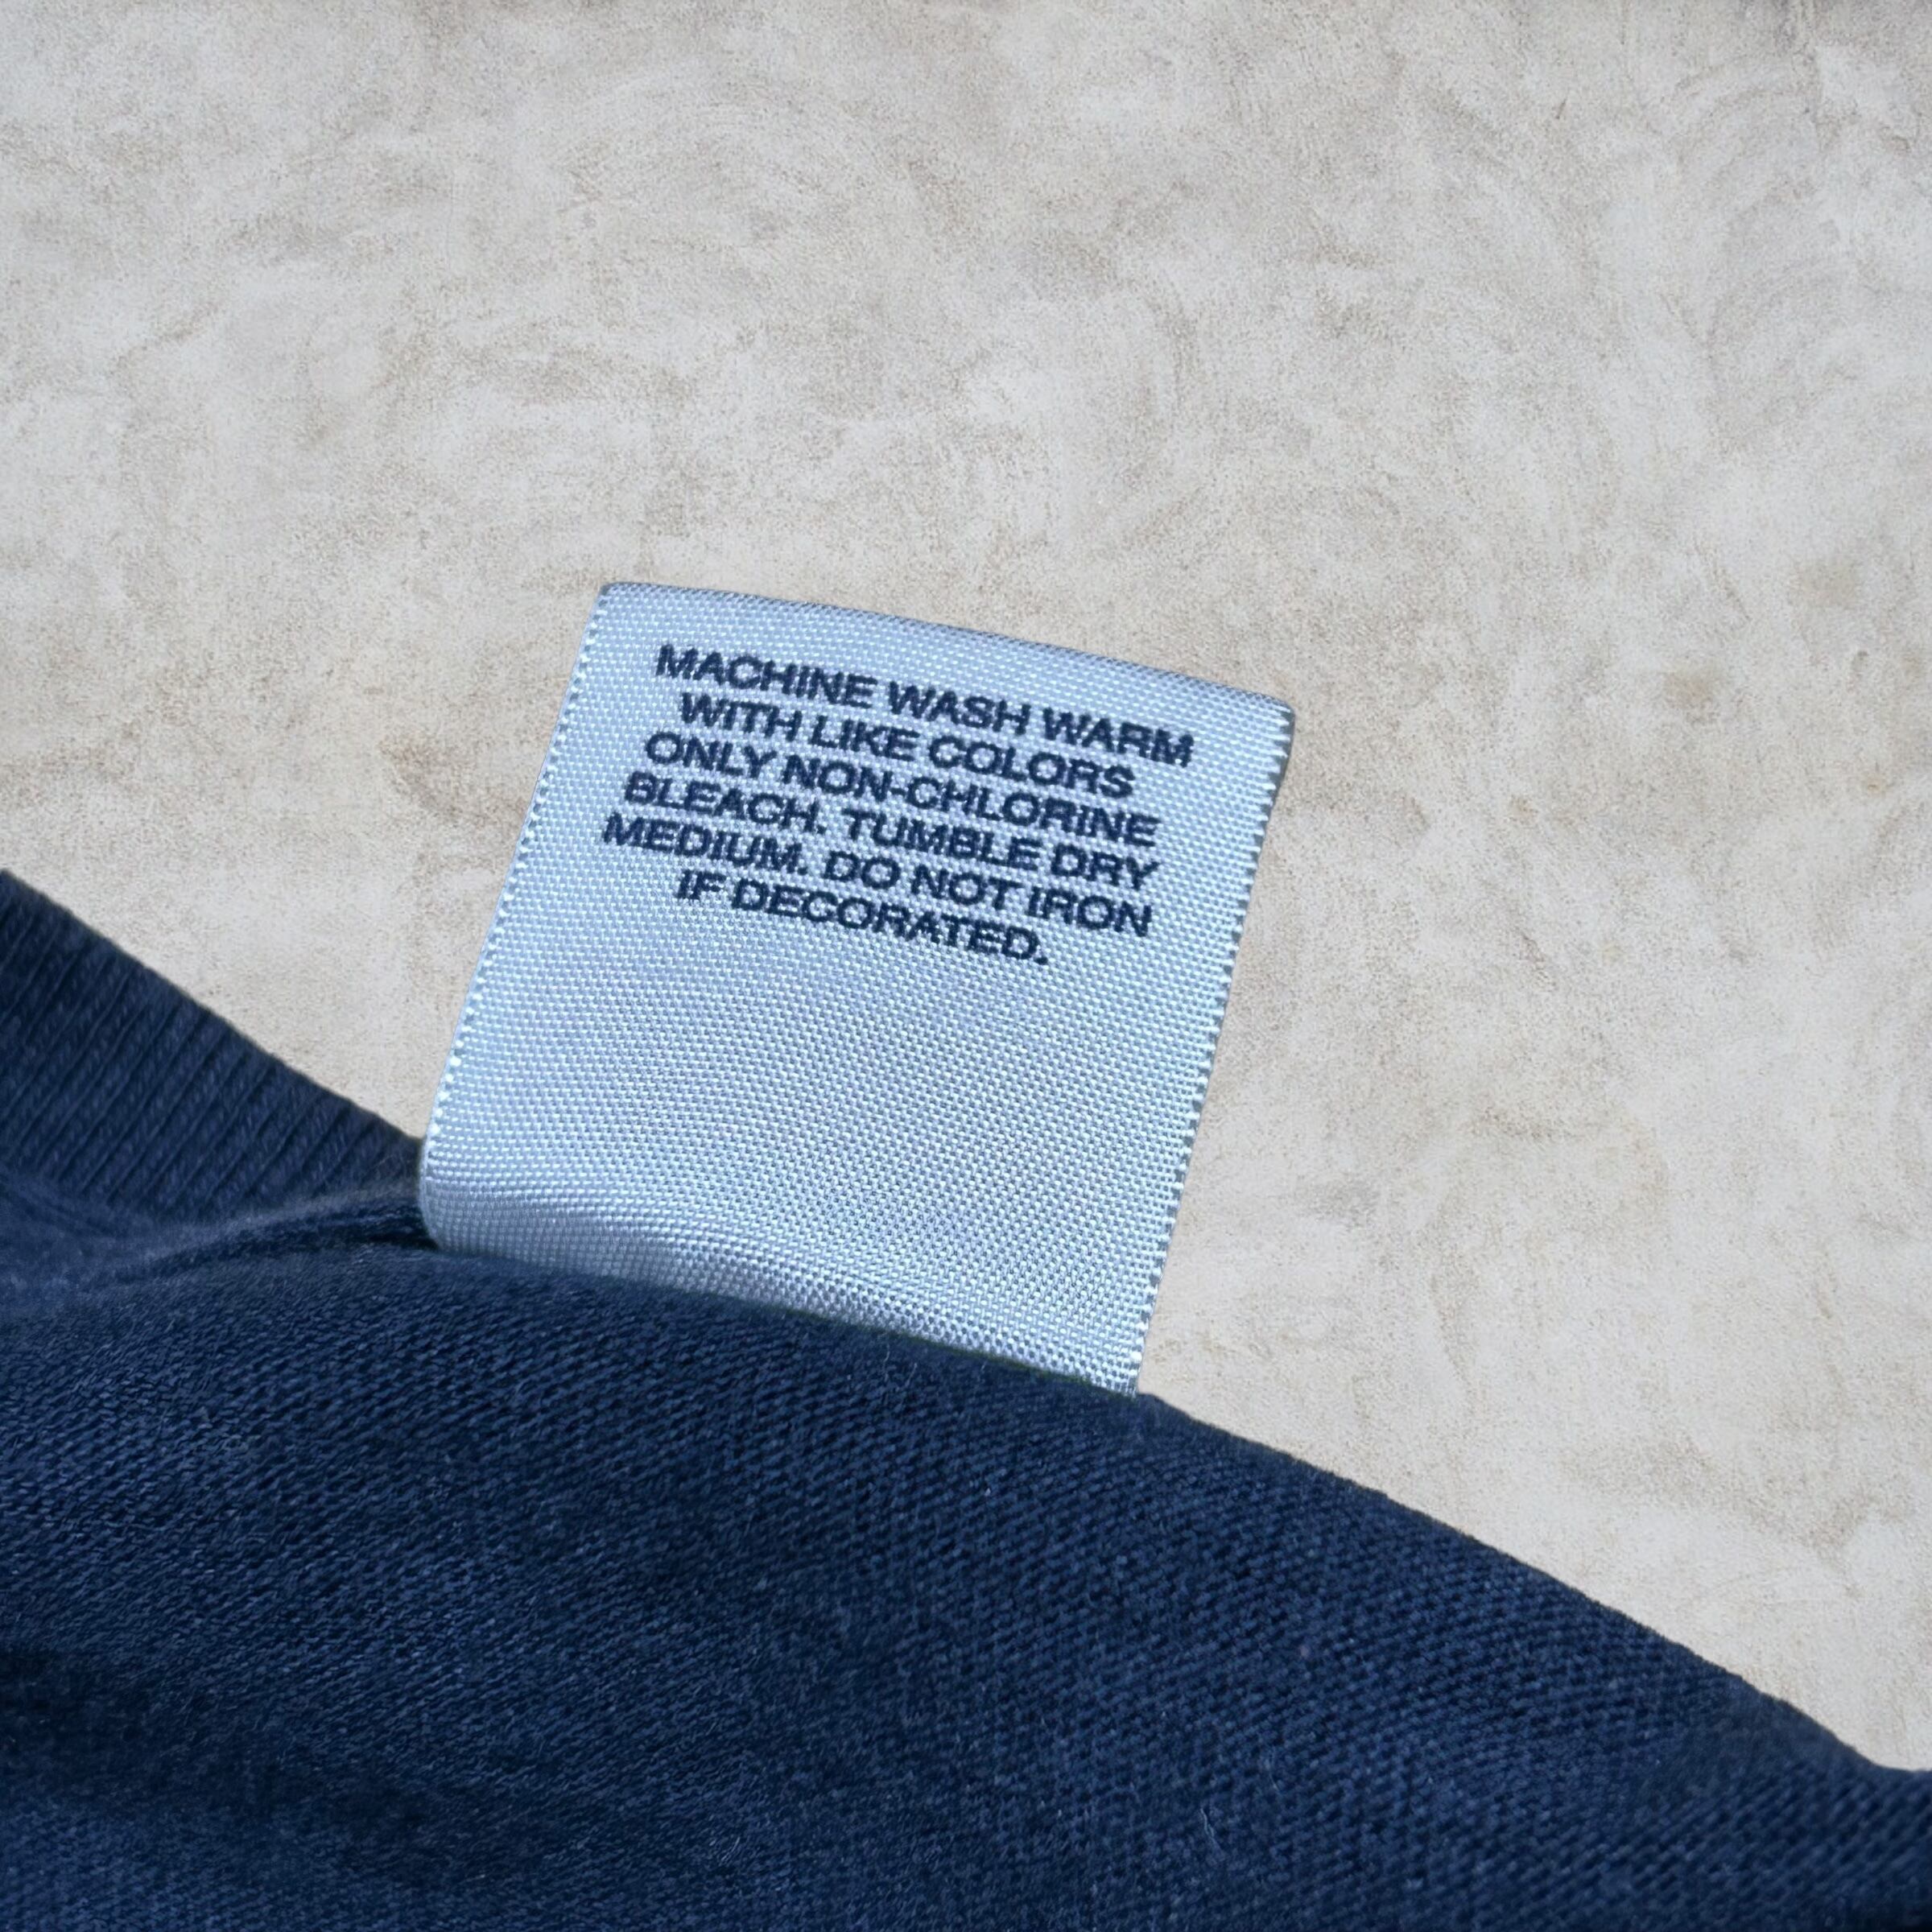 MACHINE WASH WARM
WITH LIKE COLORS
ONLY NON-CHLORINE
BLEACH. TUMBLE DRY
MEDIUM. DO NOT IRON
IF DECORATED.